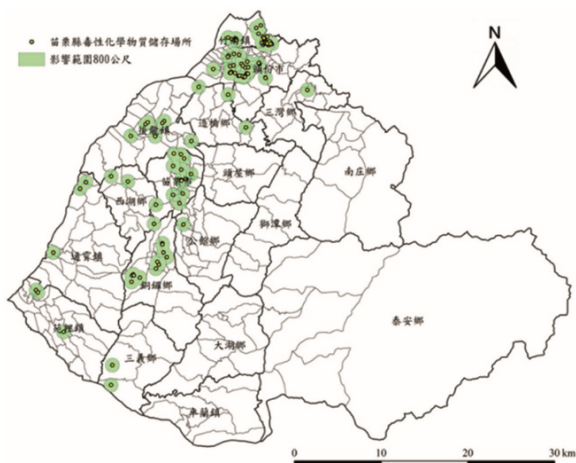 苗栗縣毒性化學物質儲存場所
影響範圍800公尺
N
竹南鎮
頭份市
三灣鄉
造橋鄉
後龍鎮
南庄鄉
頭屋鄉
苗栗市
西湖鄉
獅潭鄉
公館鄉
通霄鎮
銅鑼鄉
泰安鄉
苑裡鎮
大湖鄉
三義鄉
卓蘭鎮
0 10 20 30 km